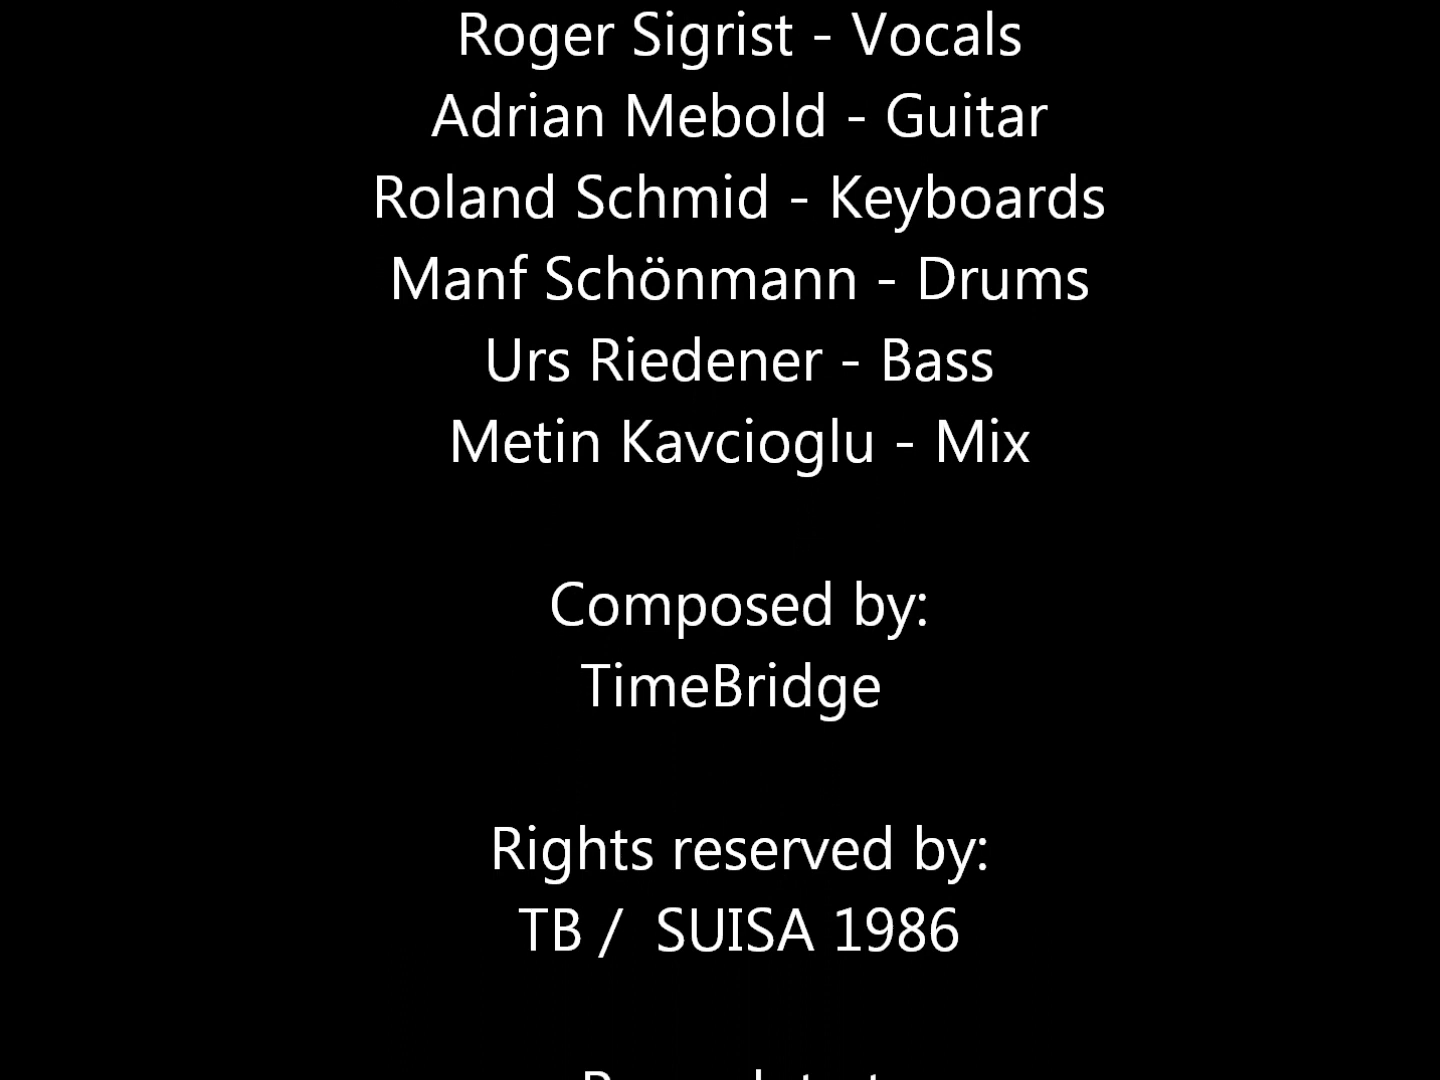 Roger Sigrist - Vocals
Adrian Mebold - Guitar
Roland Schmid - Keyboards
Manf Schönmann - Drums
Urs Riedener - Bass
Metin Kavcioglu - Mix
Composed by:
TimeBridge
Rights reserved by:
TB /  SUISA 1986